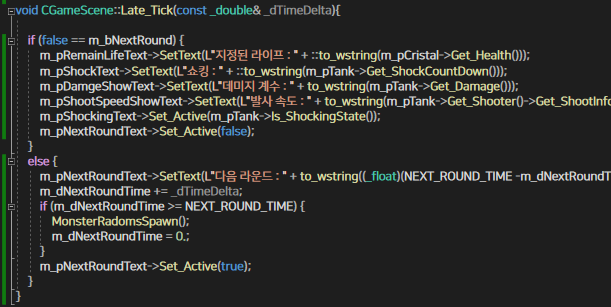 void CGameScene::Late_Tick(const _double& _dTimeDelta){
if (false == m_bNextRound) {
m_pRemainLifeText->SetText(L"지정된 라이프 : " + ::to_wstring(m_pCristal->Get_Health()));
m_pShockText->SetText(L"쇼킹 : " + ::to_wstring(m_pTank->Get_ShockCountDown()));
m_pDamgeShowText->SetText(L"데미지 계수 : " + to_wstring(m_pTank->Get_Damage()));
m_pShootSpeedShowText->SetText(L"발사 속도 : " + to_wstring(m_pTank->Get_Shooter()->Get_ShootInfo
m_pShockingText->Set_Active(m_pTank->Is_ShockingState());
m_pNextRoundText->Set_Active(false);
}
else {
m_pNextRoundText->SetText(L"다음 라운드 : " + to_wstring((_float)(NEXT_ROUND_TIME -m_dNextRoundT
m_dNextRoundTime += _dTimeDelta;
if (m_dNextRoundTime >= NEXT_ROUND_TIME) {
MonsterRadomsSpawn();
m_dNextRoundTime = 0.;
}
m_pNextRoundText->Set_Active(true);
}
}